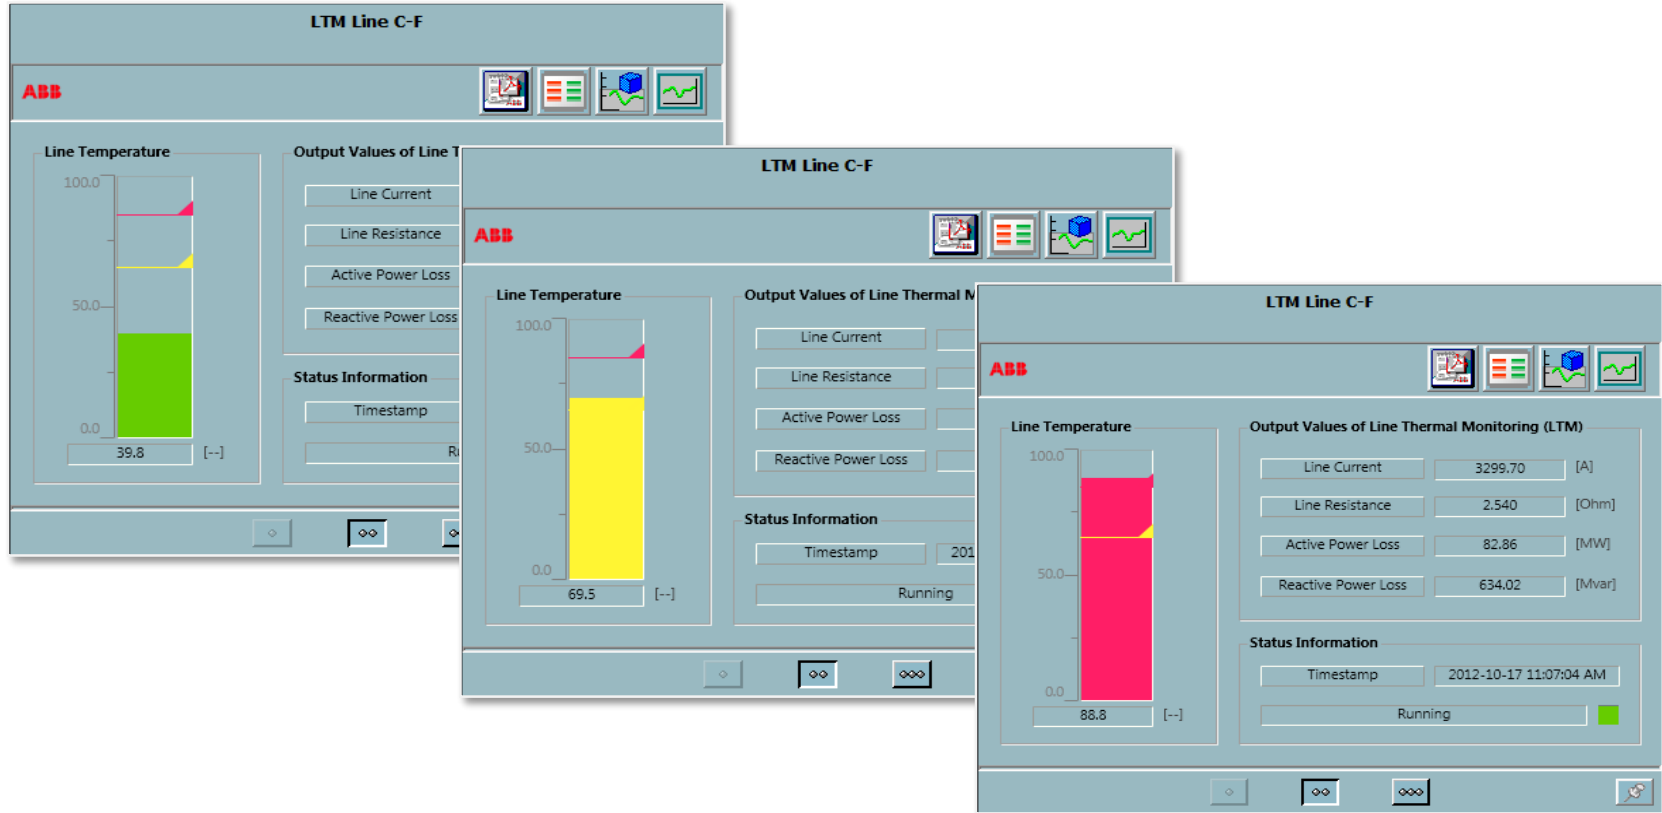 LTM Line C-F
ABB
Line Temperature
100.0
50.0
0.0
39.8 [--]
Output Values of Line T
Line Current
Line Resistance
Active Power Loss
Reactive Power Loss
Status Information
Timestamp
R
LTM Line C-F
ABB
Line Temperature
100.0
50.0
0.0
69.5 [--]
Output Values of Line Thermal M
Line Current
Line Resistance
Active Power Loss
Reactive Power Loss
Status Information
Timestamp 201
Running
LTM Line C-F
ABB
Line Temperature
100.0
50.0
0.0
88.8 [--]
Output Values of Line Thermal Monitoring (LTM)
Line Current 3299.70 [A]
Line Resistance 2.540 [Ohm]
Active Power Loss 82.86 [MW]
Reactive Power Loss 634.02 [Mvar]
Status Information
Timestamp 2012-10-17 11:07:04 AM
Running